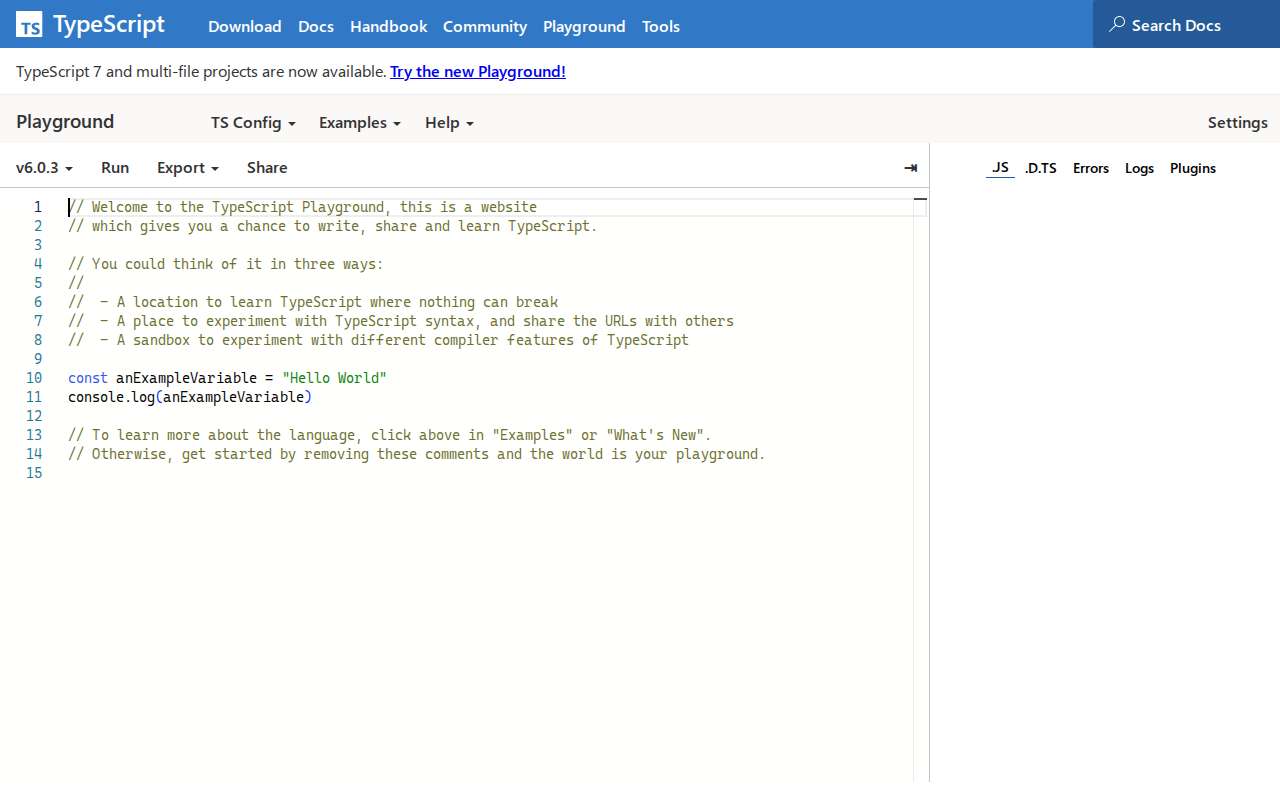 TS TypeScript Download Docs Handbook Community Playground Tools Search Docs
TypeScript 7 and multi-file projects are now available. Try the new Playground!
Playground TS Config Examples Help Settings
v6.0.3 Run Export Share .JS .D.TS Errors Logs Plugins
1 // Welcome to the TypeScript Playground, this is a website
2 // which gives you a chance to write, share and learn TypeScript.
3
4 // You could think of it in three ways:
5 //
6 //  - A location to learn TypeScript where nothing can break
7 //  - A place to experiment with TypeScript syntax, and share the URLs with others
8 //  - A sandbox to experiment with different compiler features of TypeScript
9
10 const anExampleVariable = "Hello World"
11 console.log(anExampleVariable)
12
13 // To learn more about the language, click above in "Examples" or "What's New".
14 // Otherwise, get started by removing these comments and the world is your playground.
15